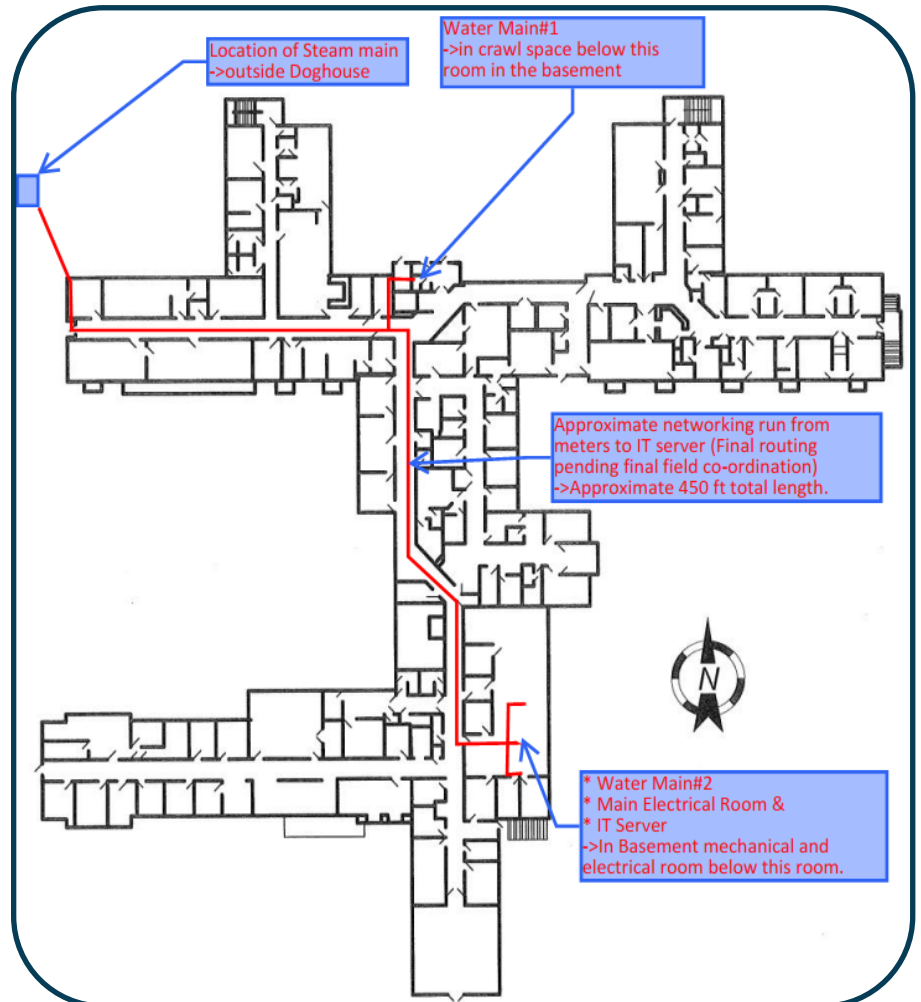 Location of Steam main
->outside Doghouse
Water Main#1
->in crawl space below this
room in the basement
Approximate networking run from
meters to IT server (Final routing
pending final field co-ordination)
->Approximate 450 ft total length.
N
* Water Main#2
* Main Electrical Room &
* IT Server
->In Basement mechanical and
electrical room below this room.